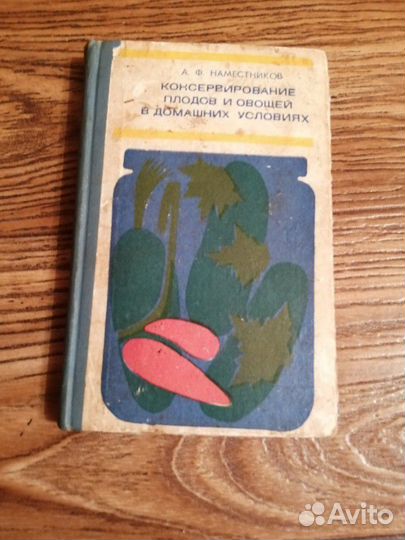 А. Ф. НАМЕСТНИКОВ
КОНСЕРВИРОВАНИЕ
ПЛОДОВ И ОВОЩЕЙ
В ДОМАШНИХ УСЛОВИЯХ
Avito